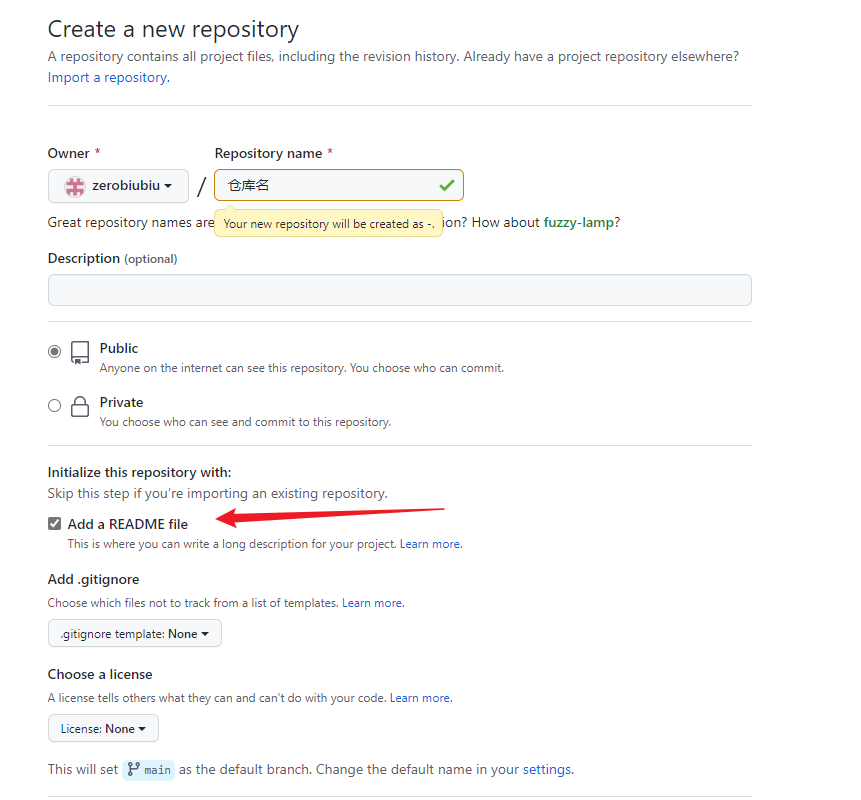 Create a new repository
A repository contains all project files, including the revision history. Already have a project repository elsewhere?
Import a repository.
Owner * Repository name *
zerobiubiu / 仓库名
Great repository names are ion? How about fuzzy-lamp?
Your new repository will be created as -.
Description (optional)
Public
Anyone on the internet can see this repository. You choose who can commit.
Private
You choose who can see and commit to this repository.
Initialize this repository with:
Skip this step if you're importing an existing repository.
Add a README file
This is where you can write a long description for your project. Learn more.
Add .gitignore
Choose which files not to track from a list of templates. Learn more.
.gitignore template: None
Choose a license
A license tells others what they can and can't do with your code. Learn more.
License: None
This will set main as the default branch. Change the default name in your settings.